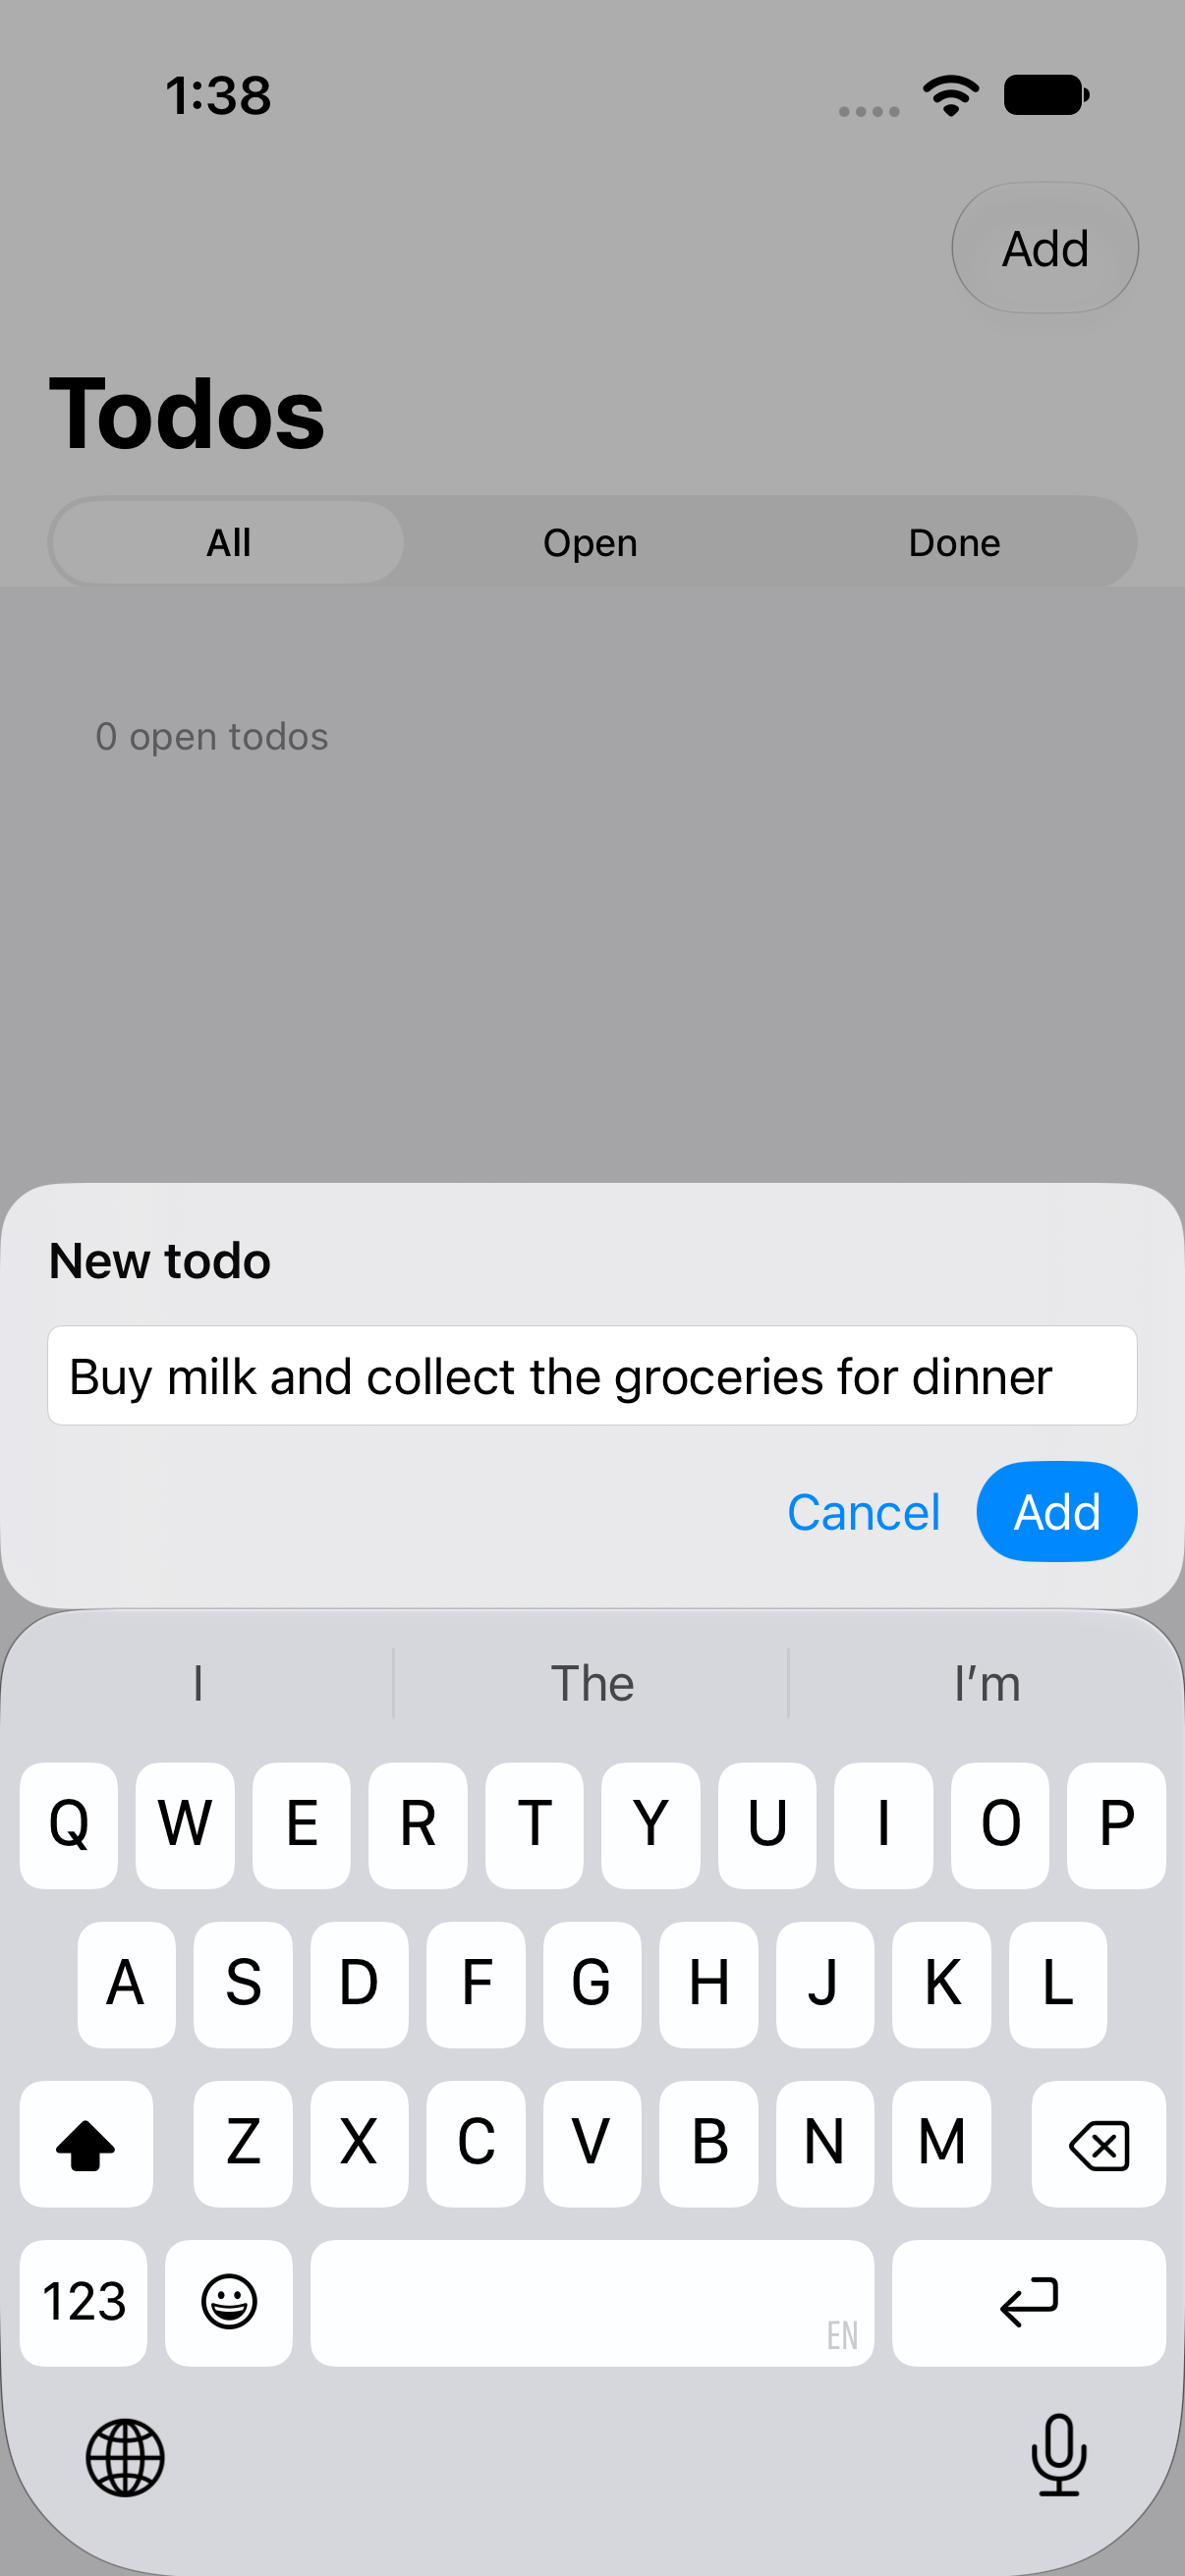 1:38
Add
Todos
All Open Done
0 open todos
New todo
Buy milk and collect the groceries for dinner
Cancel Add
I The I’m
Q W E R T Y U I O P
A S D F G H J K L
Z X C V B N M
123
EN